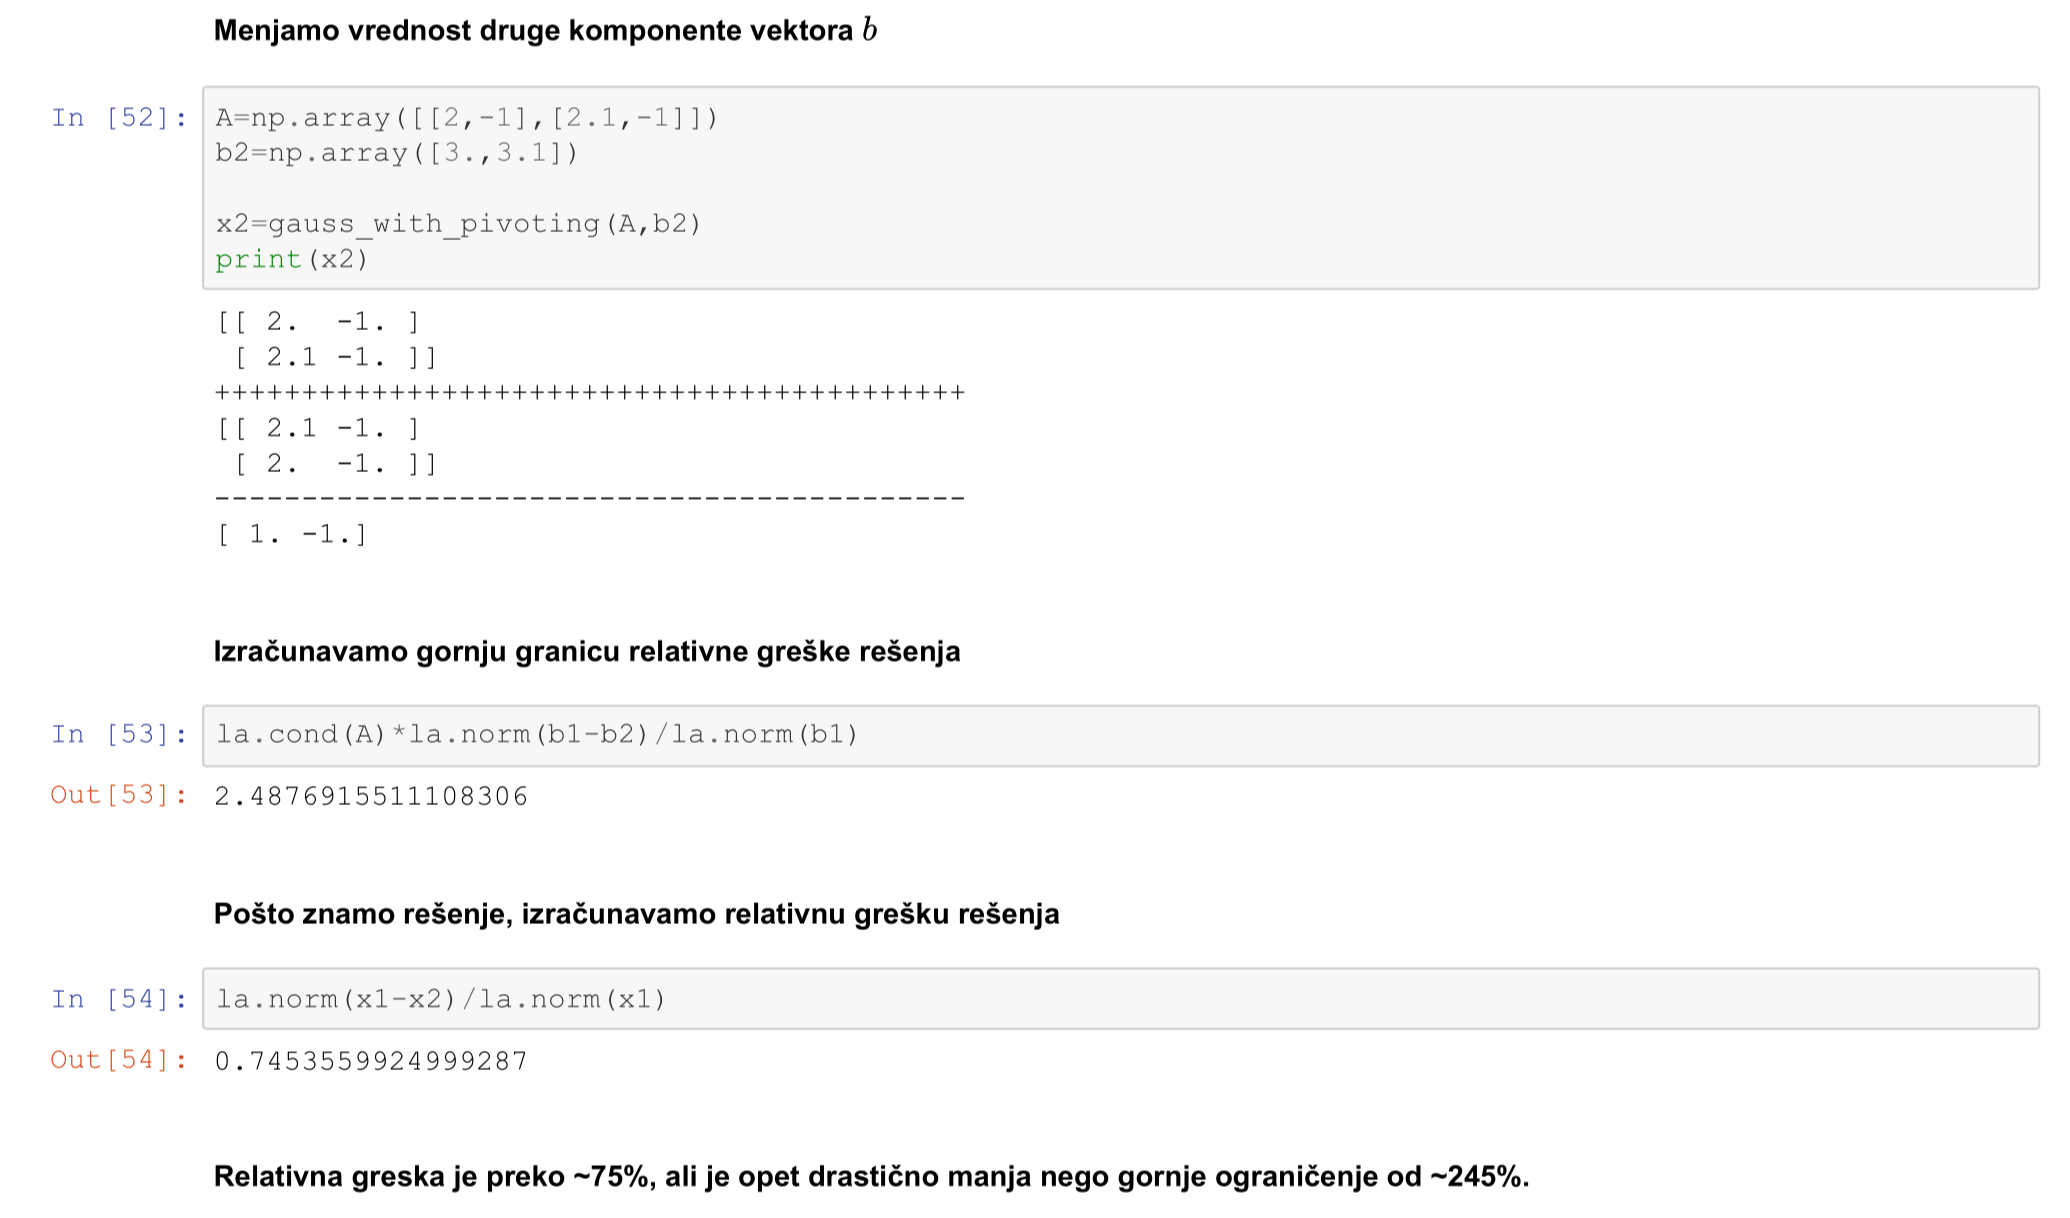 Menjamo vrednost druge komponente vektora b
In [52]: A=np.array([[2,-1],[2.1,-1]])
b2=np.array([3.,3.1])
x2=gauss_with_pivoting(A,b2)
print(x2)
[[ 2.  -1. ]
 [ 2.1 -1. ]]
+++++++++++++++++++++++++++++++++++++++++++
[[ 2.1 -1. ]
 [ 2.  -1. ]]
-------------------------------------------
[ 1. -1.]
Izračunavamo gornju granicu relativne greške rešenja
In [53]: la.cond(A)*la.norm(b1-b2)/la.norm(b1)
Out[53]: 2.4876915511108306
Pošto znamo rešenje, izračunavamo relativnu grešku rešenja
In [54]: la.norm(x1-x2)/la.norm(x1)
Out[54]: 0.7453559924999287
Relativna greska je preko ~75%, ali je opet drastično manja nego gornje ograničenje od ~245%.